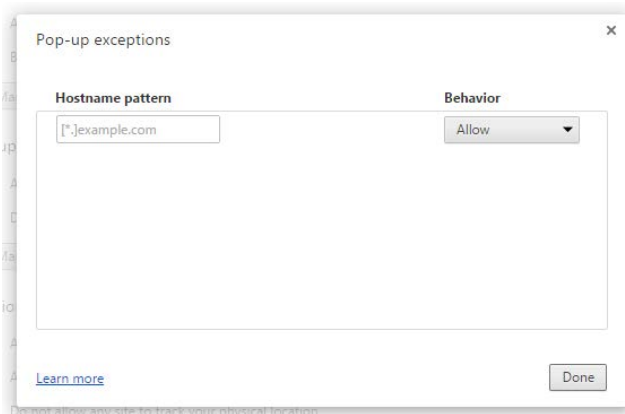 Pop-up exceptions
×
Hostname pattern Behavior
[*.]example.com Allow
Learn more Done
Do not allow any site to track your physical location